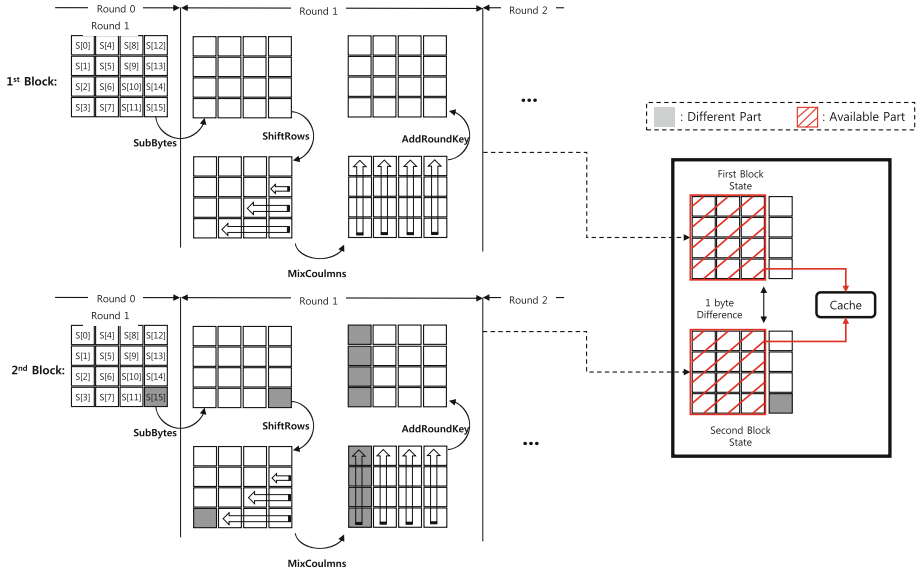 Round 0
Round 1
Round 2
Round 1
1st Block:
S[0] S[4] S[8] S[12]
S[1] S[5] S[9] S[13]
S[2] S[6] S[10] S[14]
S[3] S[7] S[11] S[15]
SubBytes
ShiftRows
AddRoundKey
MixCoulmns
...
: Different Part
: Available Part
First Block
State
1 byte
Difference
Cache
Second Block
State
Round 0
Round 1
Round 2
Round 1
2nd Block:
S[0] S[4] S[8] S[12]
S[1] S[5] S[9] S[13]
S[2] S[6] S[10] S[14]
S[3] S[7] S[11] S[15]
SubBytes
ShiftRows
AddRoundKey
MixCoulmns
...